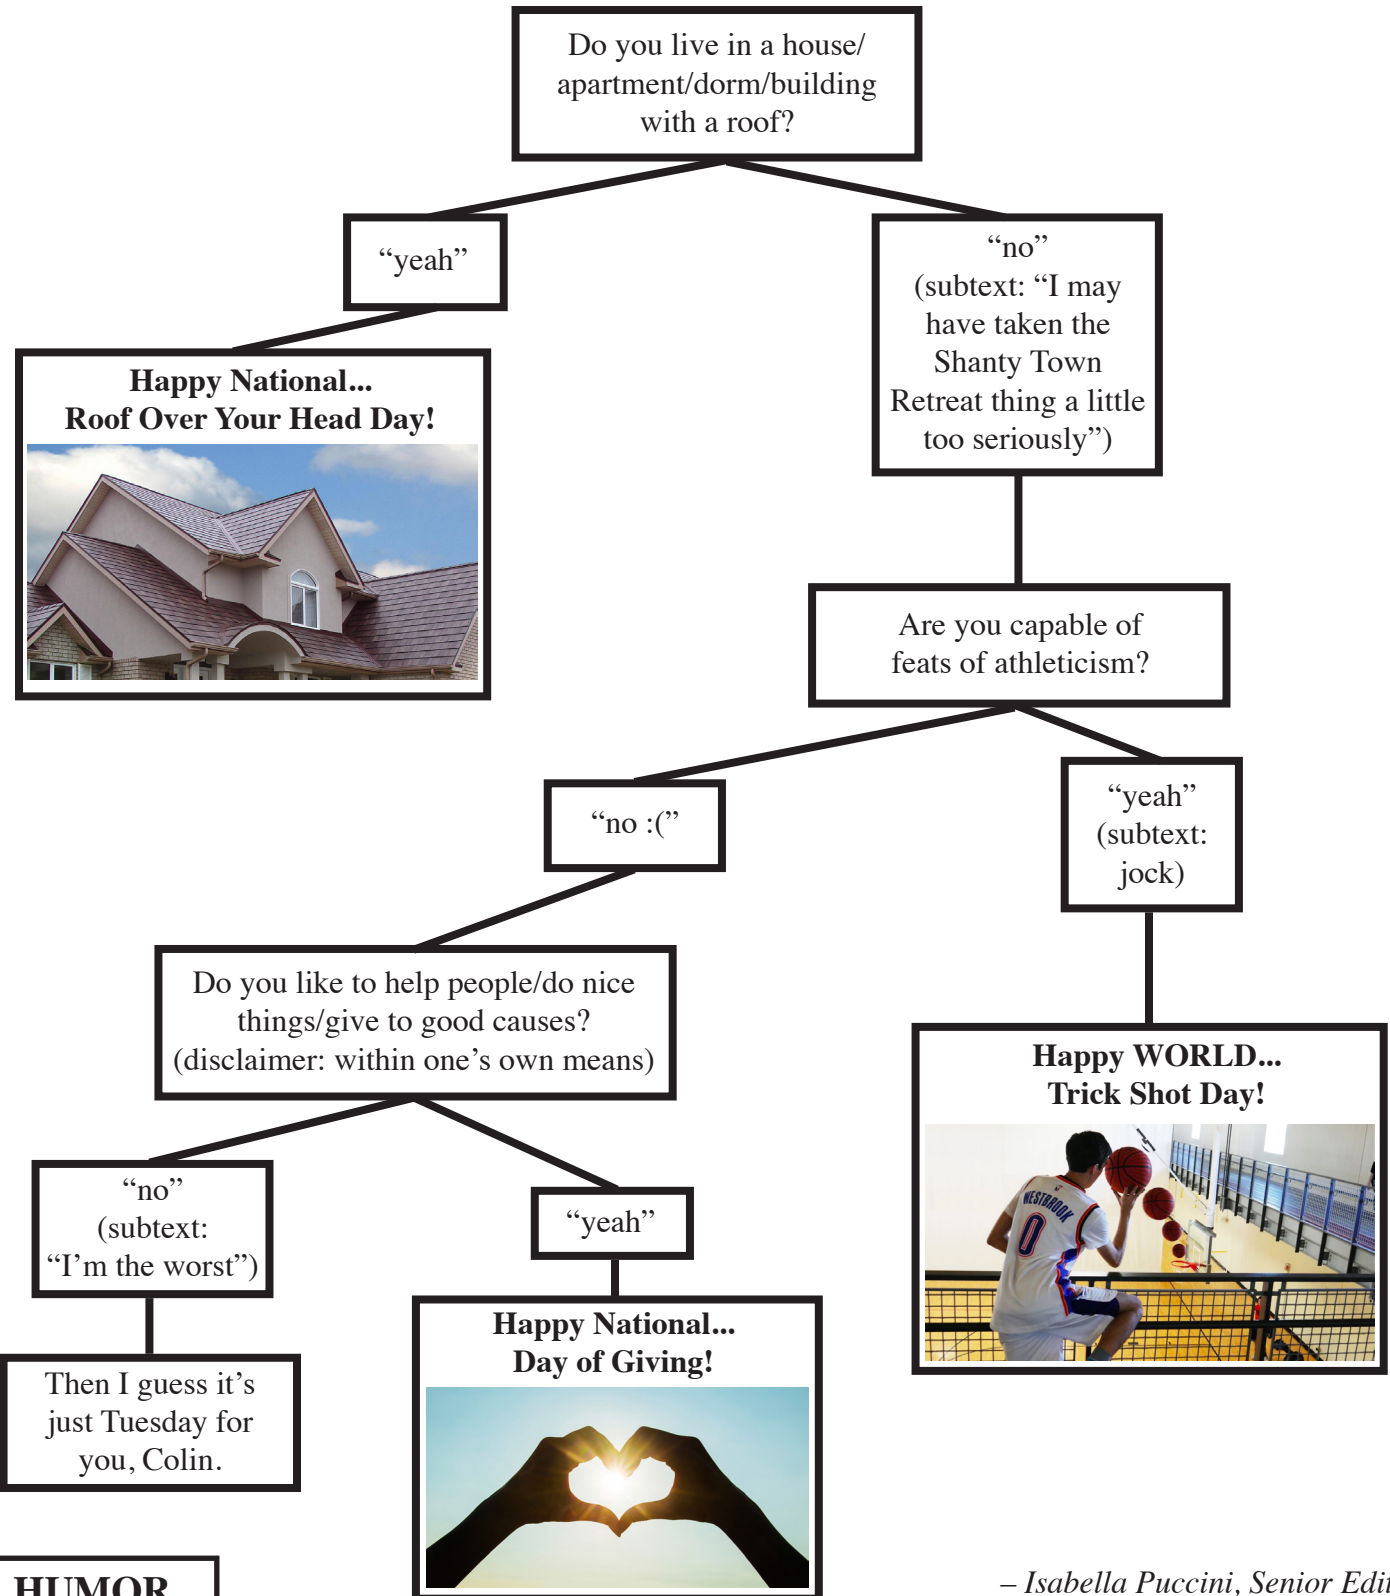 Do you live in a house/
apartment/dorm/building
with a roof?
“yeah”
“no”
(subtext: “I may
have taken the
Shanty Town
Retreat thing a little
too seriously”)
Happy National...
Roof Over Your Head Day!
Are you capable of
feats of athleticism?
“no :(”
“yeah”
(subtext:
jock)
Do you like to help people/do nice
things/give to good causes?
(disclaimer: within one’s own means)
Happy WORLD...
Trick Shot Day!
WESTBROOK
0
“no”
(subtext:
“I’m the worst”)
“yeah”
Then I guess it’s
just Tuesday for
you, Colin.
Happy National...
Day of Giving!
HUMOR
– Isabella Puccini, Senior